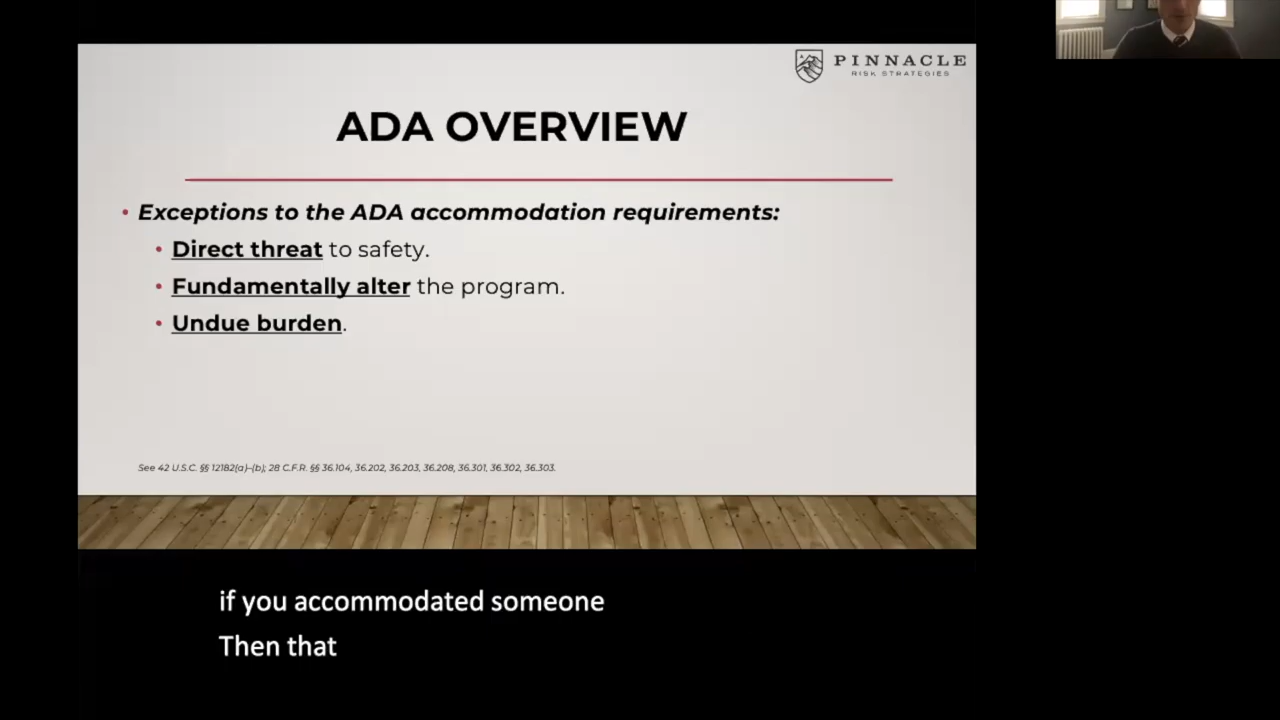 PINNACLE
RISK STRATEGIES
ADA OVERVIEW
• Exceptions to the ADA accommodation requirements:
• Direct threat to safety.
• Fundamentally alter the program.
• Undue burden.
See 42 U.S.C. §§ 12182(a)–(b); 28 C.F.R. §§ 36.104, 36.202, 36.203, 36.208, 36.301, 36.302, 36.303.
if you accommodated someone
Then that